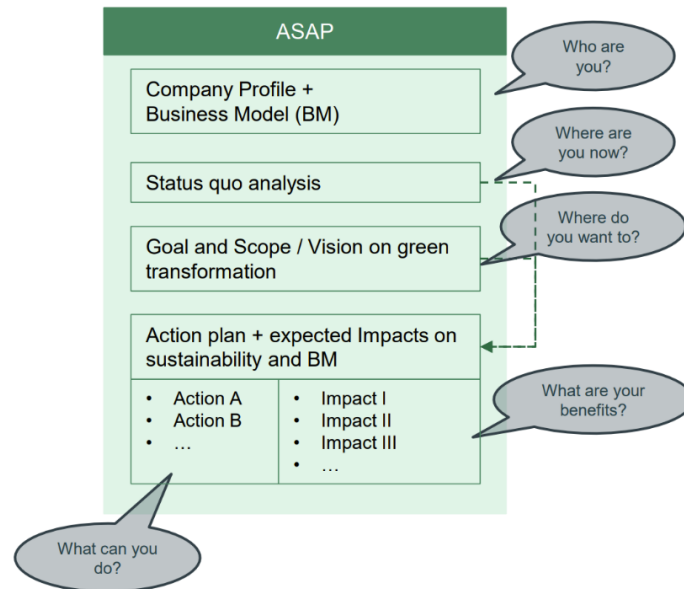 ASAP
Who are
you?
Company Profile +
Business Model (BM)
Where are
you now?
Status quo analysis
Where do
you want to?
Goal and Scope / Vision on green
transformation
Action plan + expected Impacts on
sustainability and BM
• Action A
• Action B
• …
• Impact I
• Impact II
• Impact III
• …
What are your
benefits?
What can you
do?